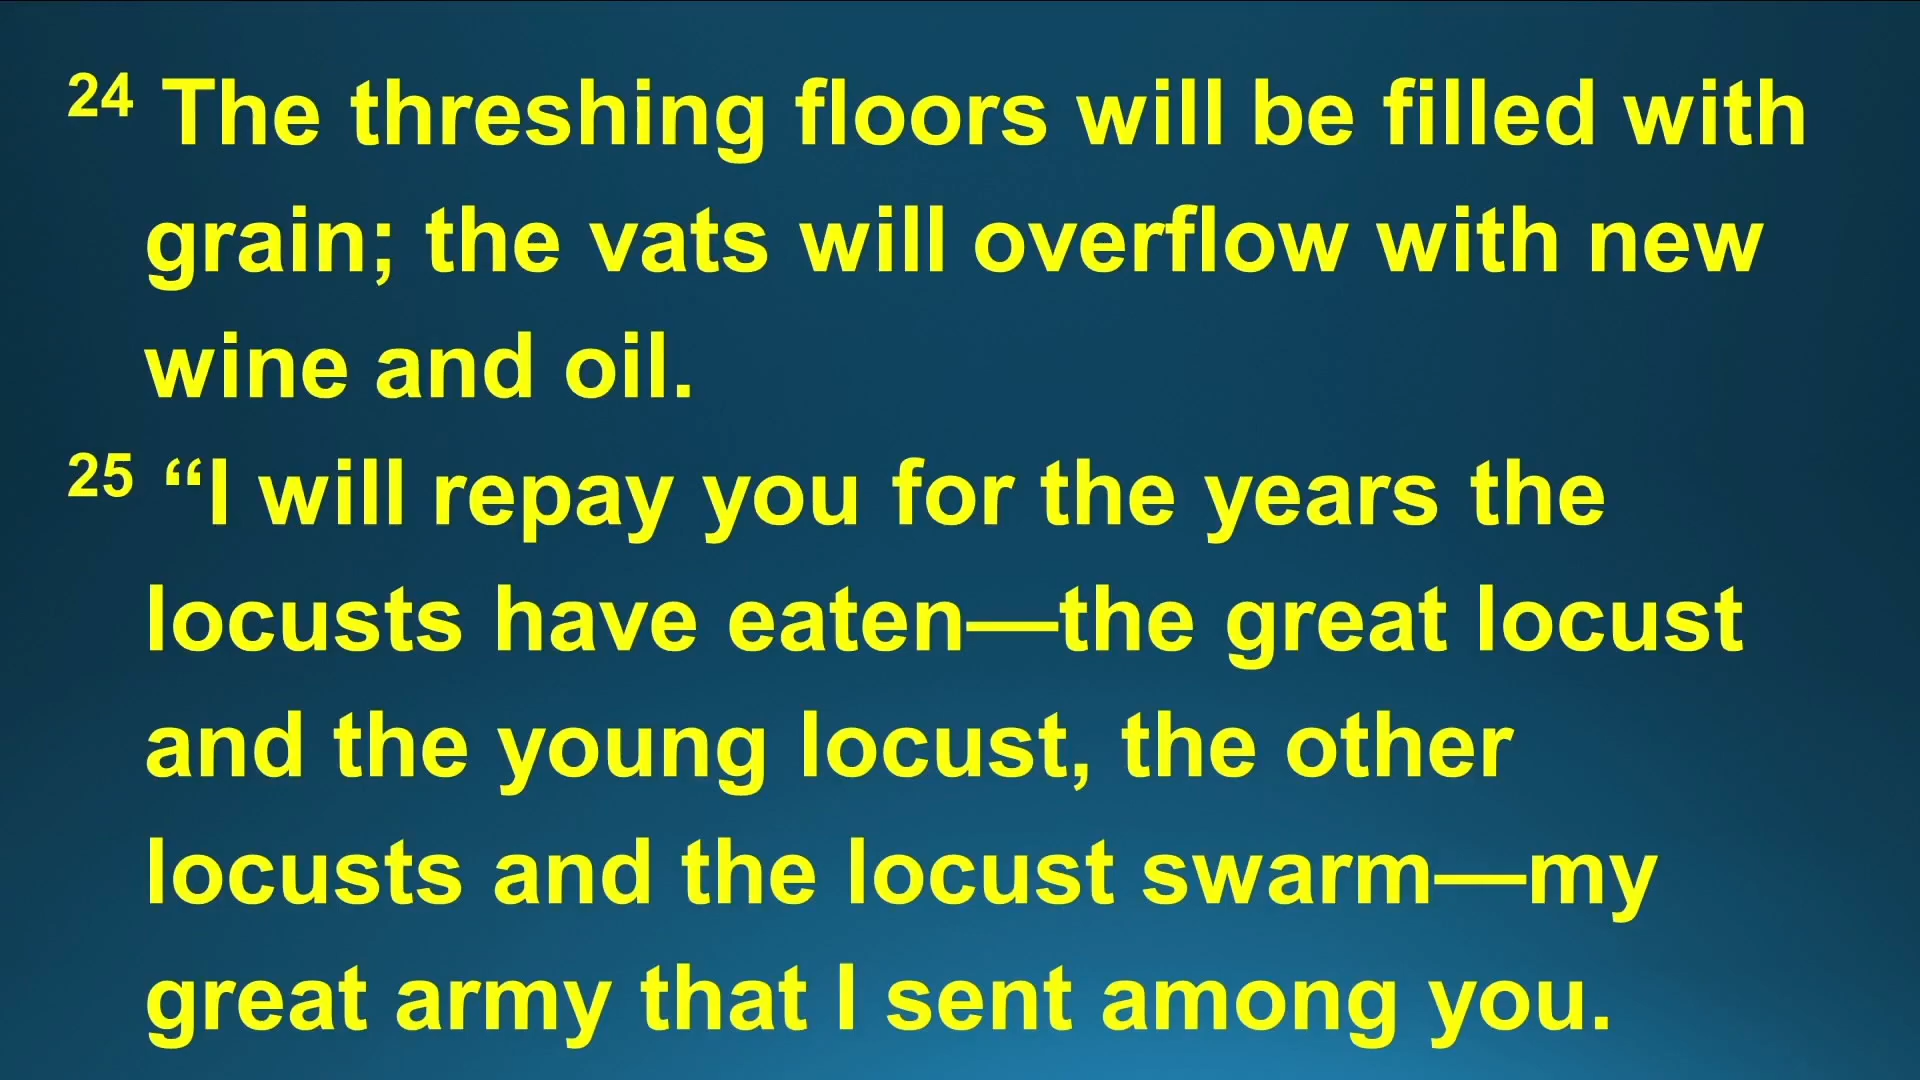 24 The threshing floors will be filled with
grain; the vats will overflow with new
wine and oil.
25 “I will repay you for the years the
locusts have eaten—the great locust
and the young locust, the other
locusts and the locust swarm—my
great army that I sent among you.